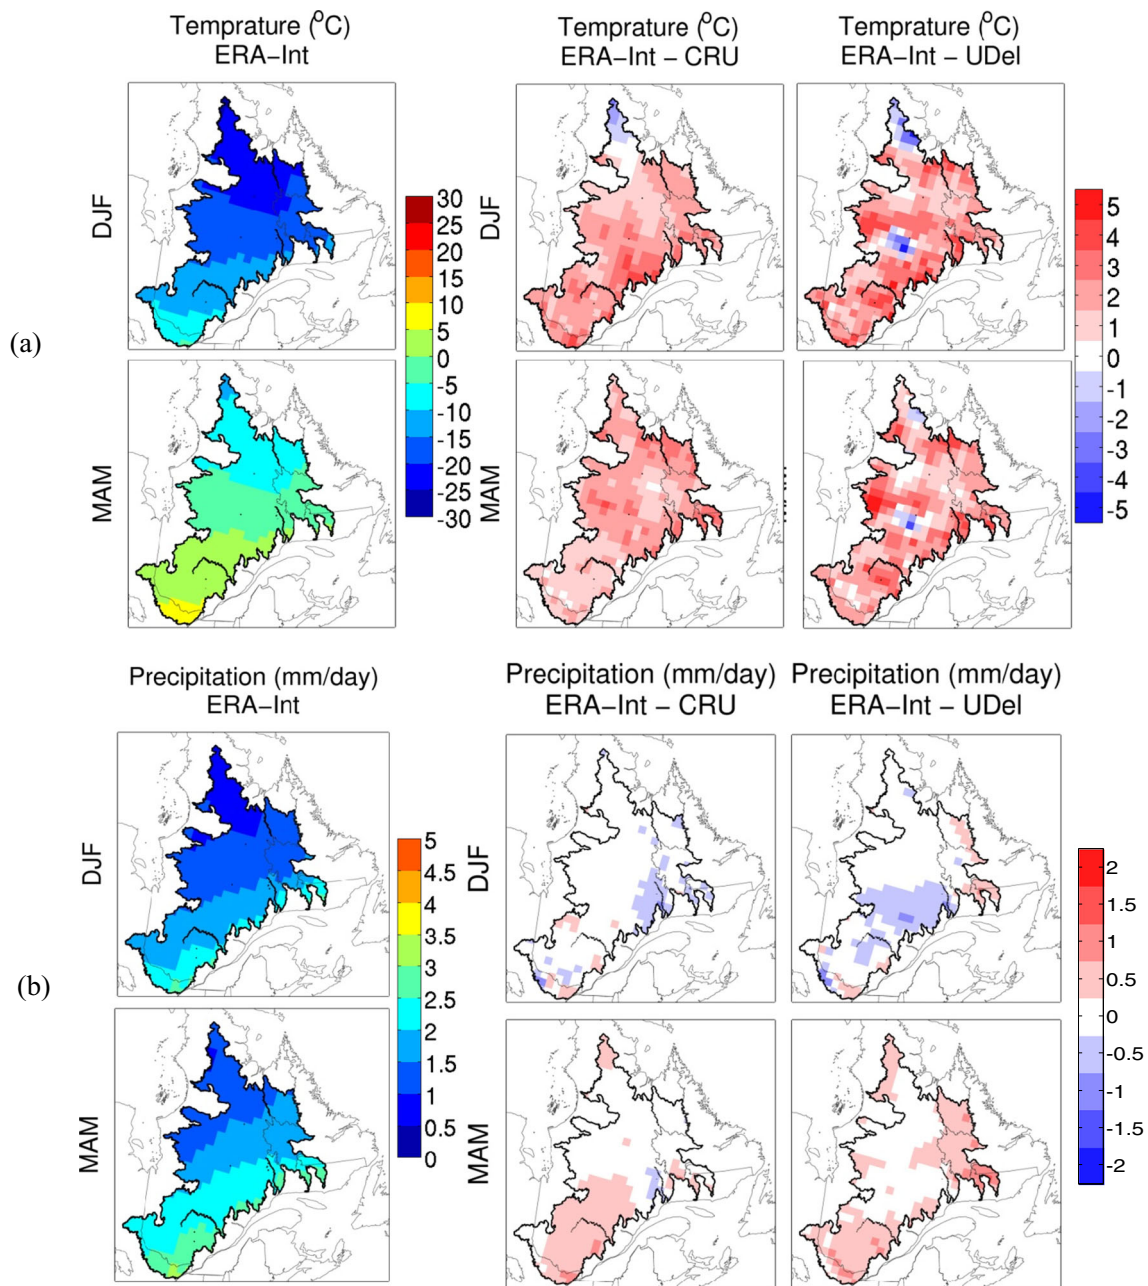 Temprature (°C)
ERA–Int
Temprature (°C)
ERA–Int – CRU
Temprature (°C)
ERA–Int – UDel
(a)
DJF
30
25
20
15
10
5
0
-5
-10
-15
-20
-25
-30
DJF
5
4
3
2
1
0
-1
-2
-3
-4
-5
MAM
MAM
Precipitation (mm/day)
ERA–Int
Precipitation (mm/day)
ERA–Int – CRU
Precipitation (mm/day)
ERA–Int – UDel
(b)
DJF
5
4.5
4
3.5
3
2.5
2
1.5
1
0.5
0
DJF
2
1.5
1
0.5
0
-0.5
-1
-1.5
-2
MAM
MAM